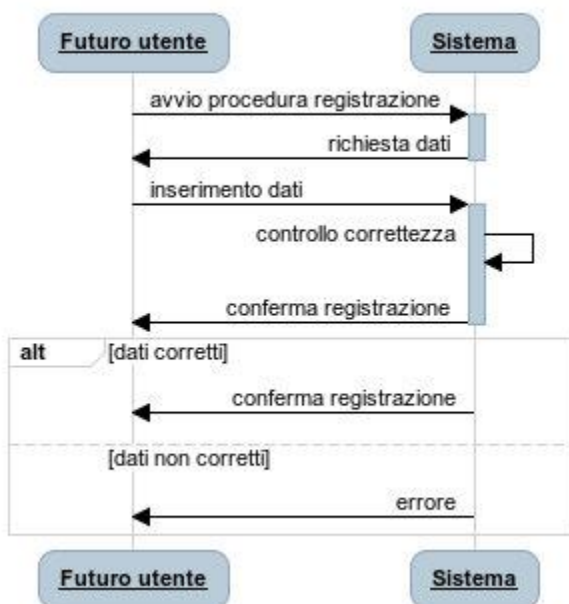 Futuro utente
Sistema
avvio procedura registrazione
richiesta dati
inserimento dati
controllo correttezza
conferma registrazione
alt
[dati corretti]
conferma registrazione
[dati non corretti]
errore
Futuro utente
Sistema